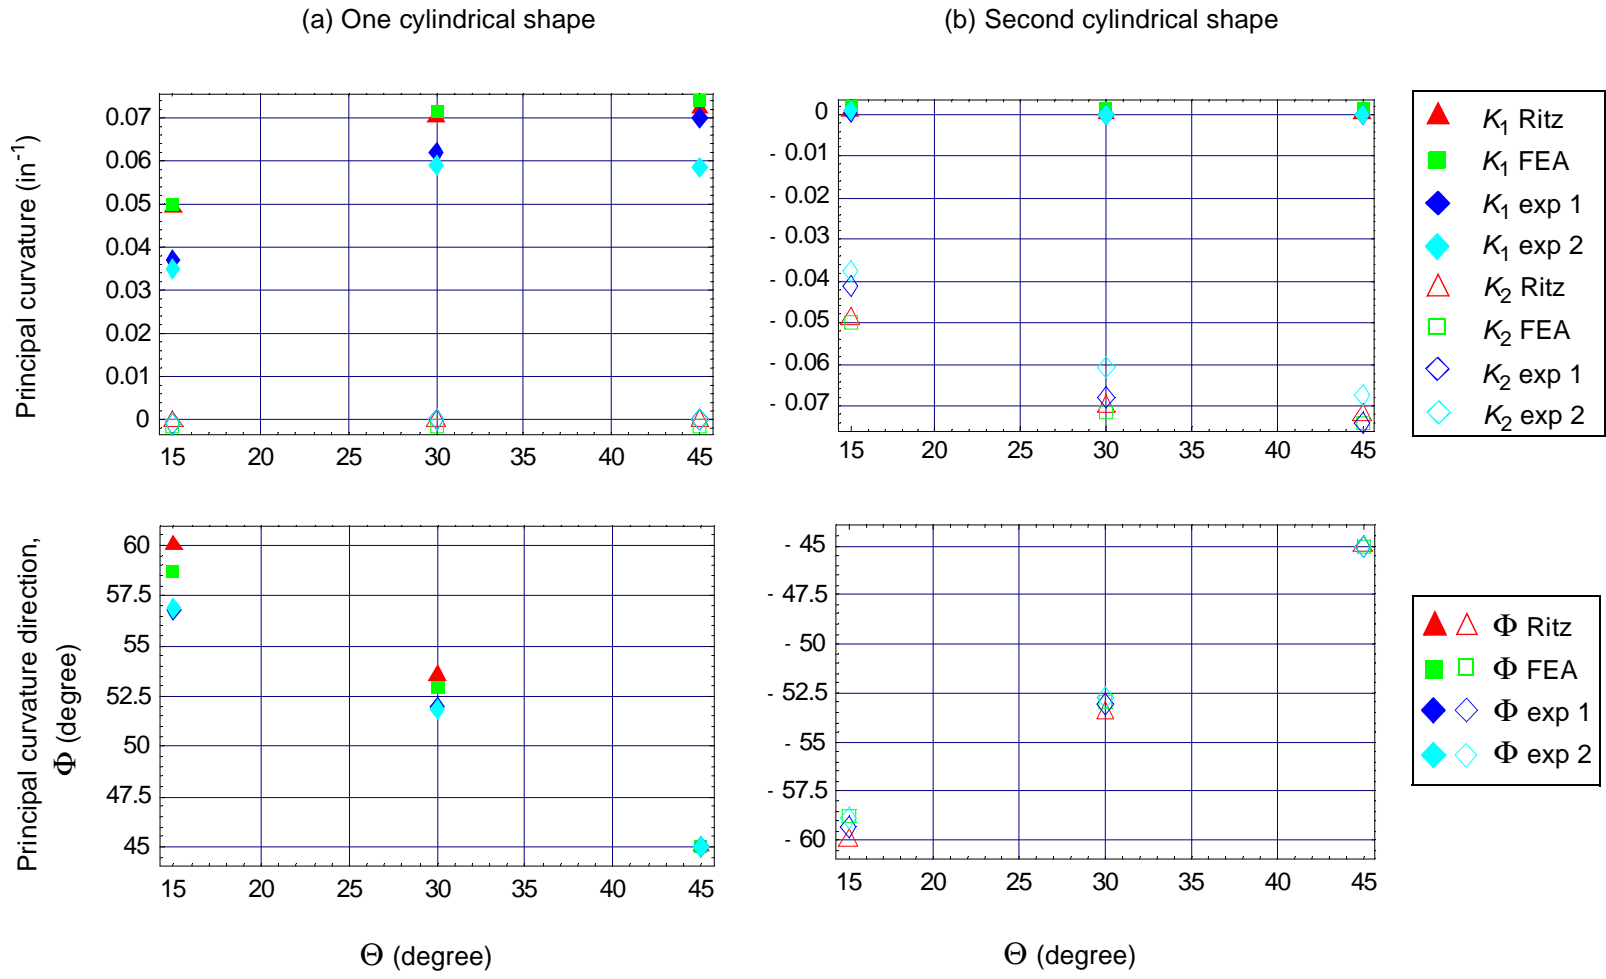 (a) One cylindrical shape
(b) Second cylindrical shape
Principal curvature (in⁻¹)
0.07
0.06
0.05
0.04
0.03
0.02
0.01
0
15 20 25 30 35 40 45
0
- 0.01
- 0.02
- 0.03
- 0.04
- 0.05
- 0.06
- 0.07
15 20 25 30 35 40 45
K₁ Ritz
K₁ FEA
K₁ exp 1
K₁ exp 2
K₂ Ritz
K₂ FEA
K₂ exp 1
K₂ exp 2
Principal curvature direction,
Φ (degree)
60
57.5
55
52.5
50
47.5
45
15 20 25 30 35 40 45
Θ (degree)
- 45
- 47.5
- 50
- 52.5
- 55
- 57.5
- 60
15 20 25 30 35 40 45
Θ (degree)
Φ Ritz
Φ FEA
Φ exp 1
Φ exp 2